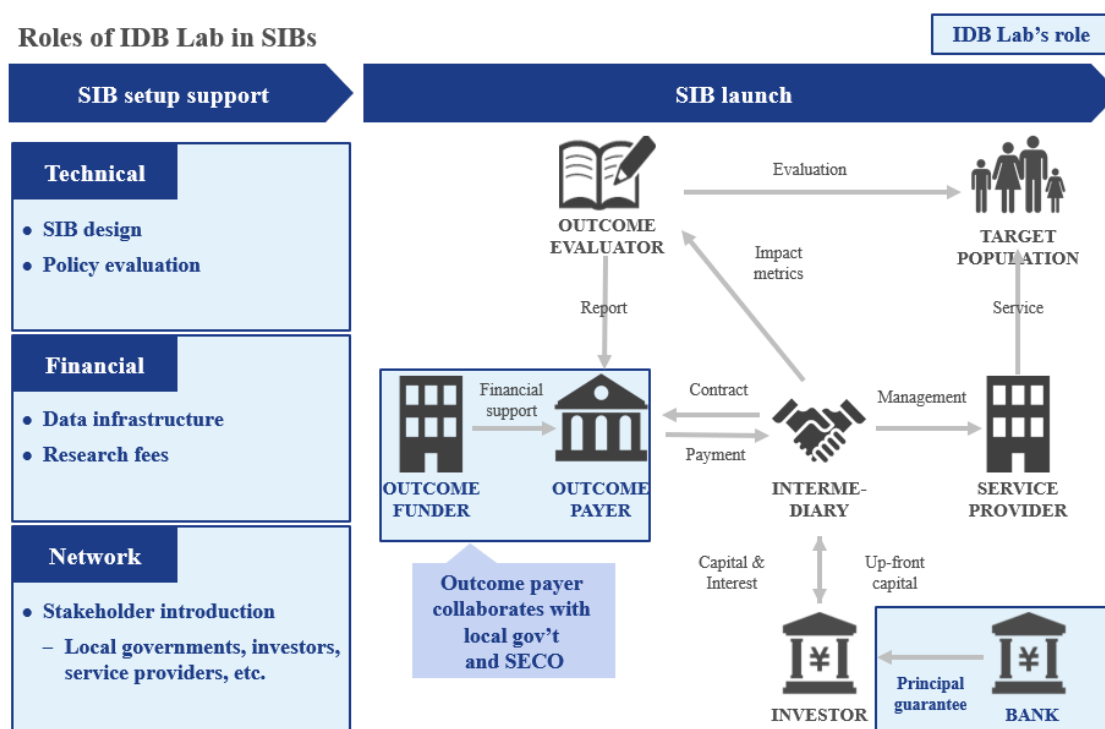 Roles of IDB Lab in SIBs
IDB Lab's role
SIB setup support
SIB launch
Technical
• SIB design
• Policy evaluation
Financial
• Data infrastructure
• Research fees
Network
• Stakeholder introduction
– Local governments, investors,
service providers, etc.
OUTCOME
EVALUATOR
Evaluation
TARGET
POPULATION
Impact
metrics
Report
Service
Financial
support
Contract
Payment
Management
OUTCOME
FUNDER
OUTCOME
PAYER
INTERME-
DIARY
SERVICE
PROVIDER
Outcome payer
collaborates with
local gov't
and SECO
Capital &
Interest
Up-front
capital
¥
¥
Principal
guarantee
INVESTOR
BANK